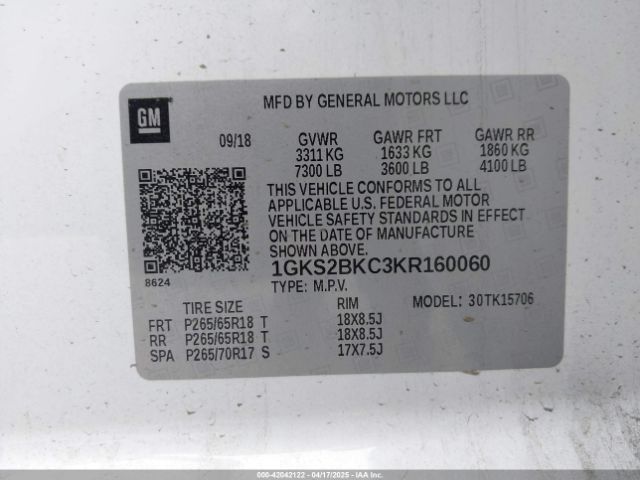 GM
MFD BY GENERAL MOTORS LLC
09/18 GVWR GAWR FRT GAWR RR
3311 KG 1633 KG 1860 KG
7300 LB 3600 LB 4100 LB
THIS VEHICLE CONFORMS TO ALL
APPLICABLE U.S. FEDERAL MOTOR
VEHICLE SAFETY STANDARDS IN EFFECT
ON THE DATE OF MANUFACTURE
SHOWN ABOVE.
1GKS2BKC3KR160060
8624
TYPE: M.P.V.
MODEL: 30TK15706
TIRE SIZE RIM
FRT P265/65R18 T 18X8.5J
RR P265/65R18 T 18X8.5J
SPA P265/70R17 S 17X7.5J
000-42042122 - 04/17/2025 - IAAI.COM